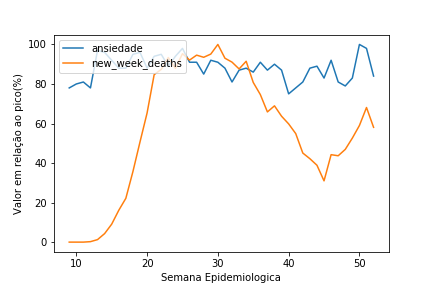 ansiedade
new_week_deaths
100
80
60
40
20
0
Valor em relação ao pico(%)
10
20
30
40
50
Semana Epidemiologica